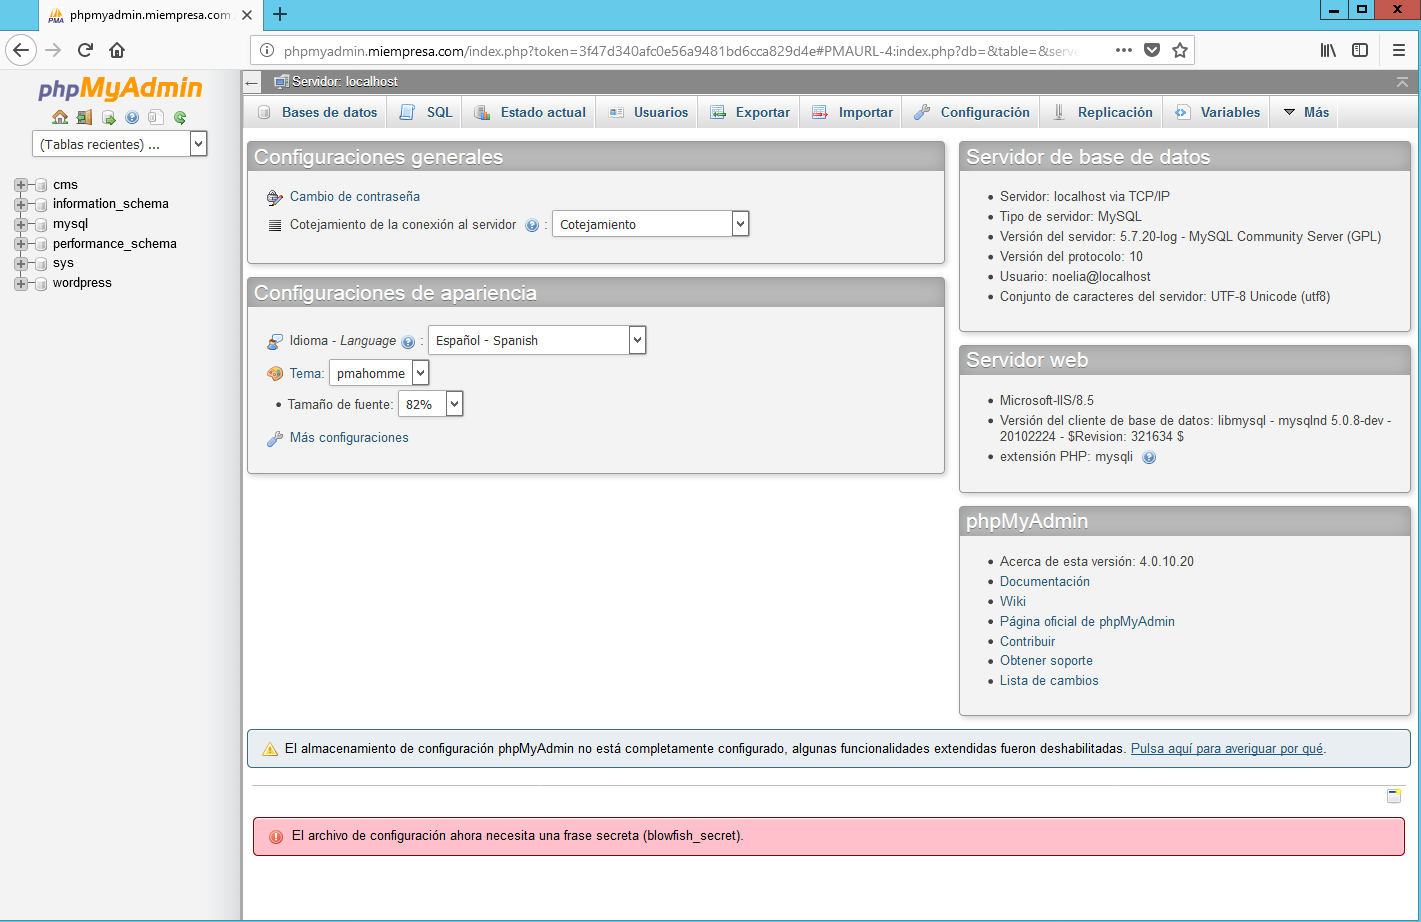 phpmyadmin.miempresa.com
phpmyadmin.miempresa.com/index.php?token=3f47d340afc0e56a9481bd6cca829d4e#PMAURL-4:index.php?db=&table=&serve
phpMyAdmin
(Tablas recientes) ...
cms
information_schema
mysql
performance_schema
sys
wordpress
Servidor: localhost
Bases de datos
SQL
Estado actual
Usuarios
Exportar
Importar
Configuración
Replicación
Variables
Más
Configuraciones generales
Cambio de contraseña
Cotejamiento de la conexión al servidor : Cotejamiento
Configuraciones de apariencia
Idioma - Language : Español - Spanish
Tema: pmahomme
• Tamaño de fuente: 82%
Más configuraciones
Servidor de base de datos
• Servidor: localhost via TCP/IP
• Tipo de servidor: MySQL
• Versión del servidor: 5.7.20-log - MySQL Community Server (GPL)
• Versión del protocolo: 10
• Usuario: noelia@localhost
• Conjunto de caracteres del servidor: UTF-8 Unicode (utf8)
Servidor web
• Microsoft-IIS/8.5
• Versión del cliente de base de datos: libmysql - mysqlnd 5.0.8-dev -
20102224 - $Revision: 321634 $
• extensión PHP: mysqli
phpMyAdmin
• Acerca de esta versión: 4.0.10.20
• Documentación
• Wiki
• Página oficial de phpMyAdmin
• Contribuir
• Obtener soporte
• Lista de cambios
El almacenamiento de configuración phpMyAdmin no está completamente configurado, algunas funcionalidades extendidas fueron deshabilitadas. Pulsa aquí para averiguar por qué.
El archivo de configuración ahora necesita una frase secreta (blowfish_secret).